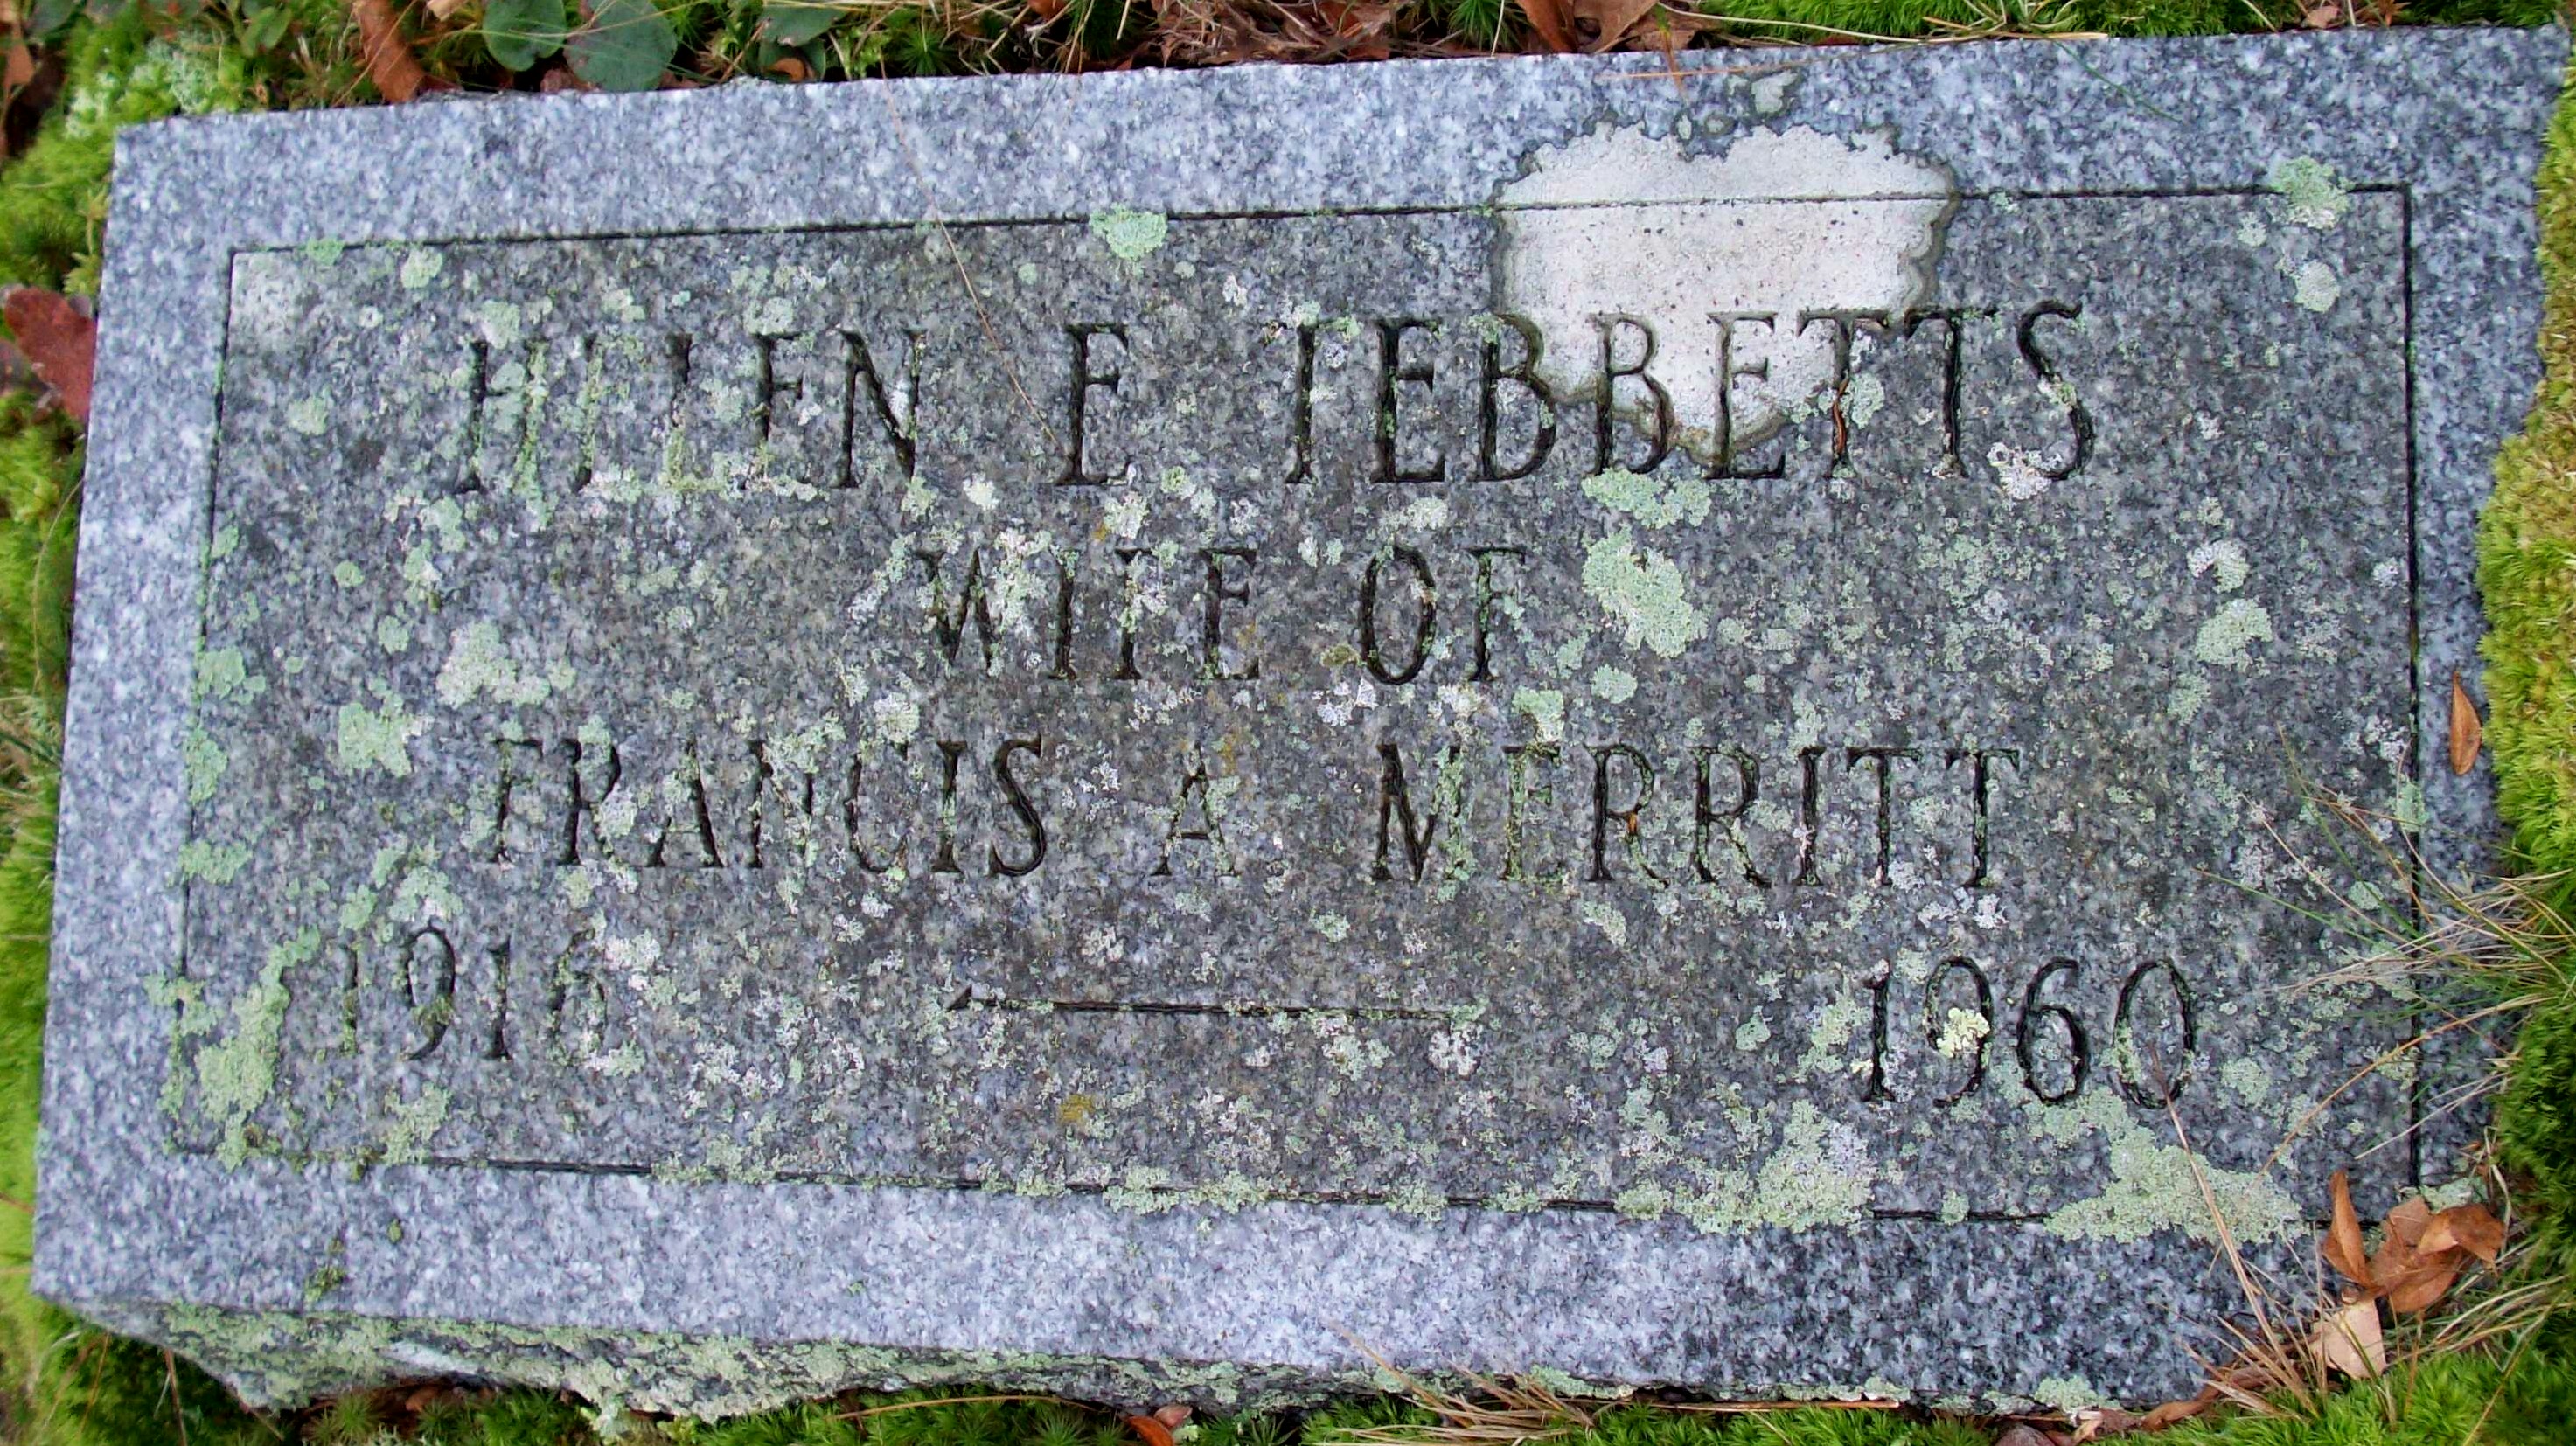 HELEN E TEBBETTS
WIFE OF
FRANCIS A MERRITT
1916 — 1960